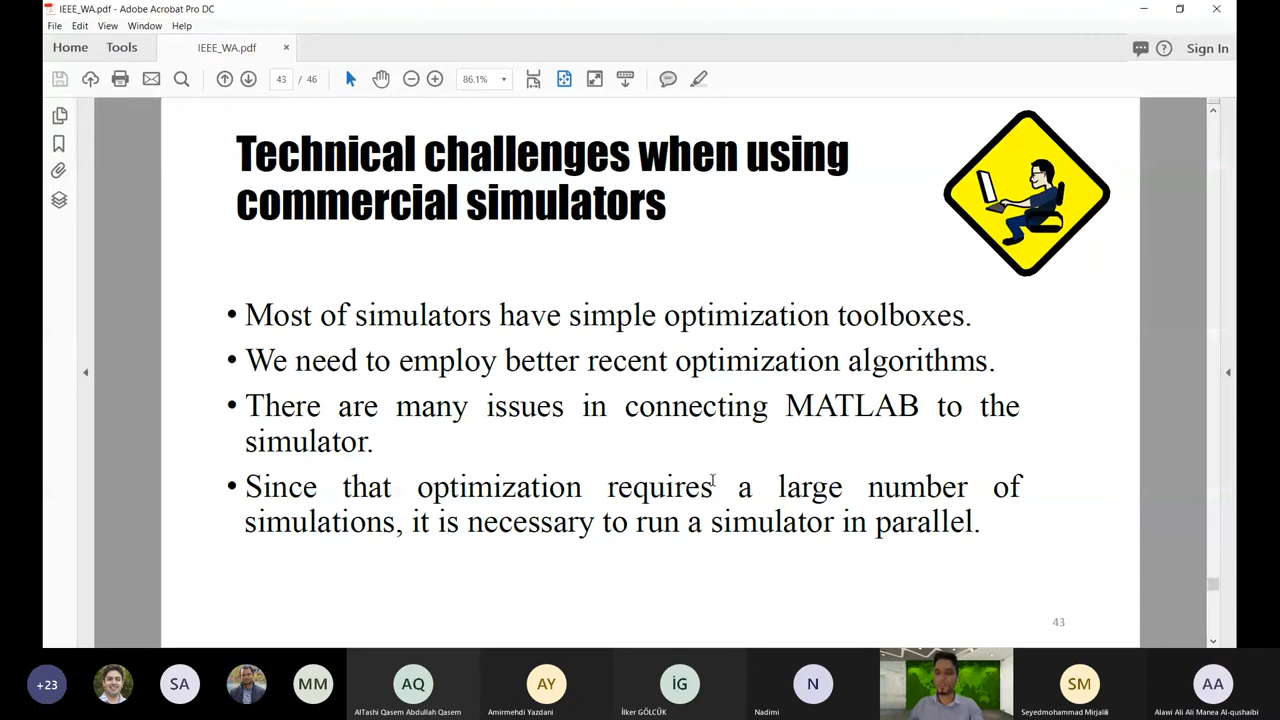 IEEE_WA.pdf - Adobe Acrobat Pro DC
File Edit View Window Help
Home Tools IEEE_WA.pdf × Sign In
43 / 46 86.1%
Technical challenges when using
commercial simulators
• Most of simulators have simple optimization toolboxes.
• We need to employ better recent optimization algorithms.
• There are many issues in connecting MATLAB to the
simulator.
• Since that optimization requires a large number of
simulations, it is necessary to run a simulator in parallel.
43
+23 SA MM AQ AY İG N SM AA
AlTashi Qasem Abdullah Qasem Amirmehdi Yazdani İlker GÖLCÜK Nadimi Seyedmohammad Mirjalili Alawi Ali Ali Manea Al-qushaibi